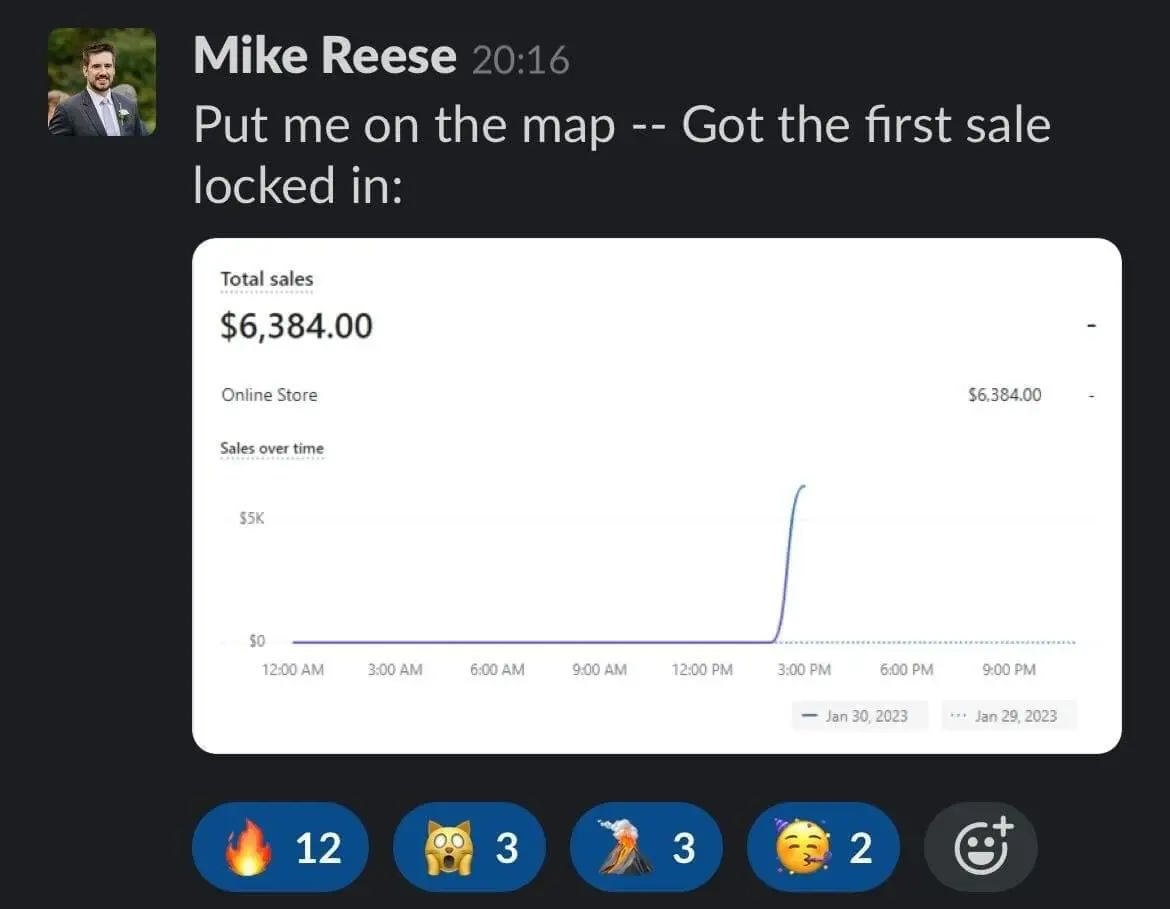 Mike Reese 20:16
Put me on the map -- Got the first sale
locked in:
Total sales
$6,384.00 -
Online Store $6,384.00 -
Sales over time
$5K
$0
12:00 AM 3:00 AM 6:00 AM 9:00 AM 12:00 PM 3:00 PM 6:00 PM 9:00 PM
Jan 30, 2023 Jan 29, 2023
12 3 3 2